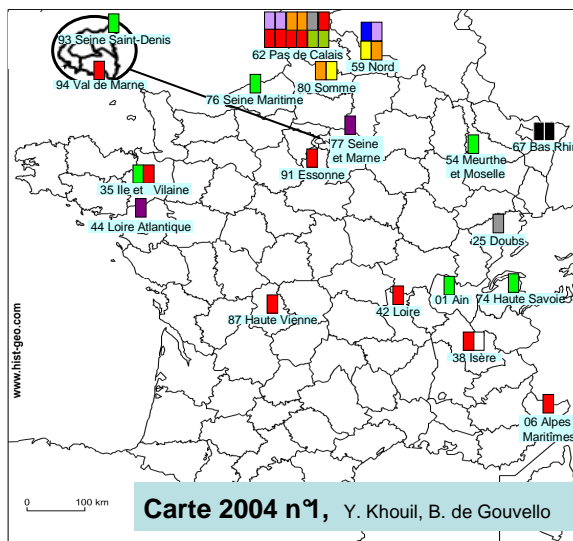 93 Seine Saint-Denis
94 Val de Marne
62 Pas de Calais
59 Nord
80 Somme
76 Seine Maritime
77 Seine
et Marne
91 Essonne
67 Bas Rhin
54 Meurthe
et Moselle
35 Ile et Vilaine
44 Loire Atlantique
25 Doubs
01 Ain
74 Haute Savoie
42 Loire
87 Haute Vienne
38 Isère
06 Alpes
Maritîmes
www.hist-geo.com
0 100 km
Carte 2004 n°1, Y. Khouil, B. de Gouvello